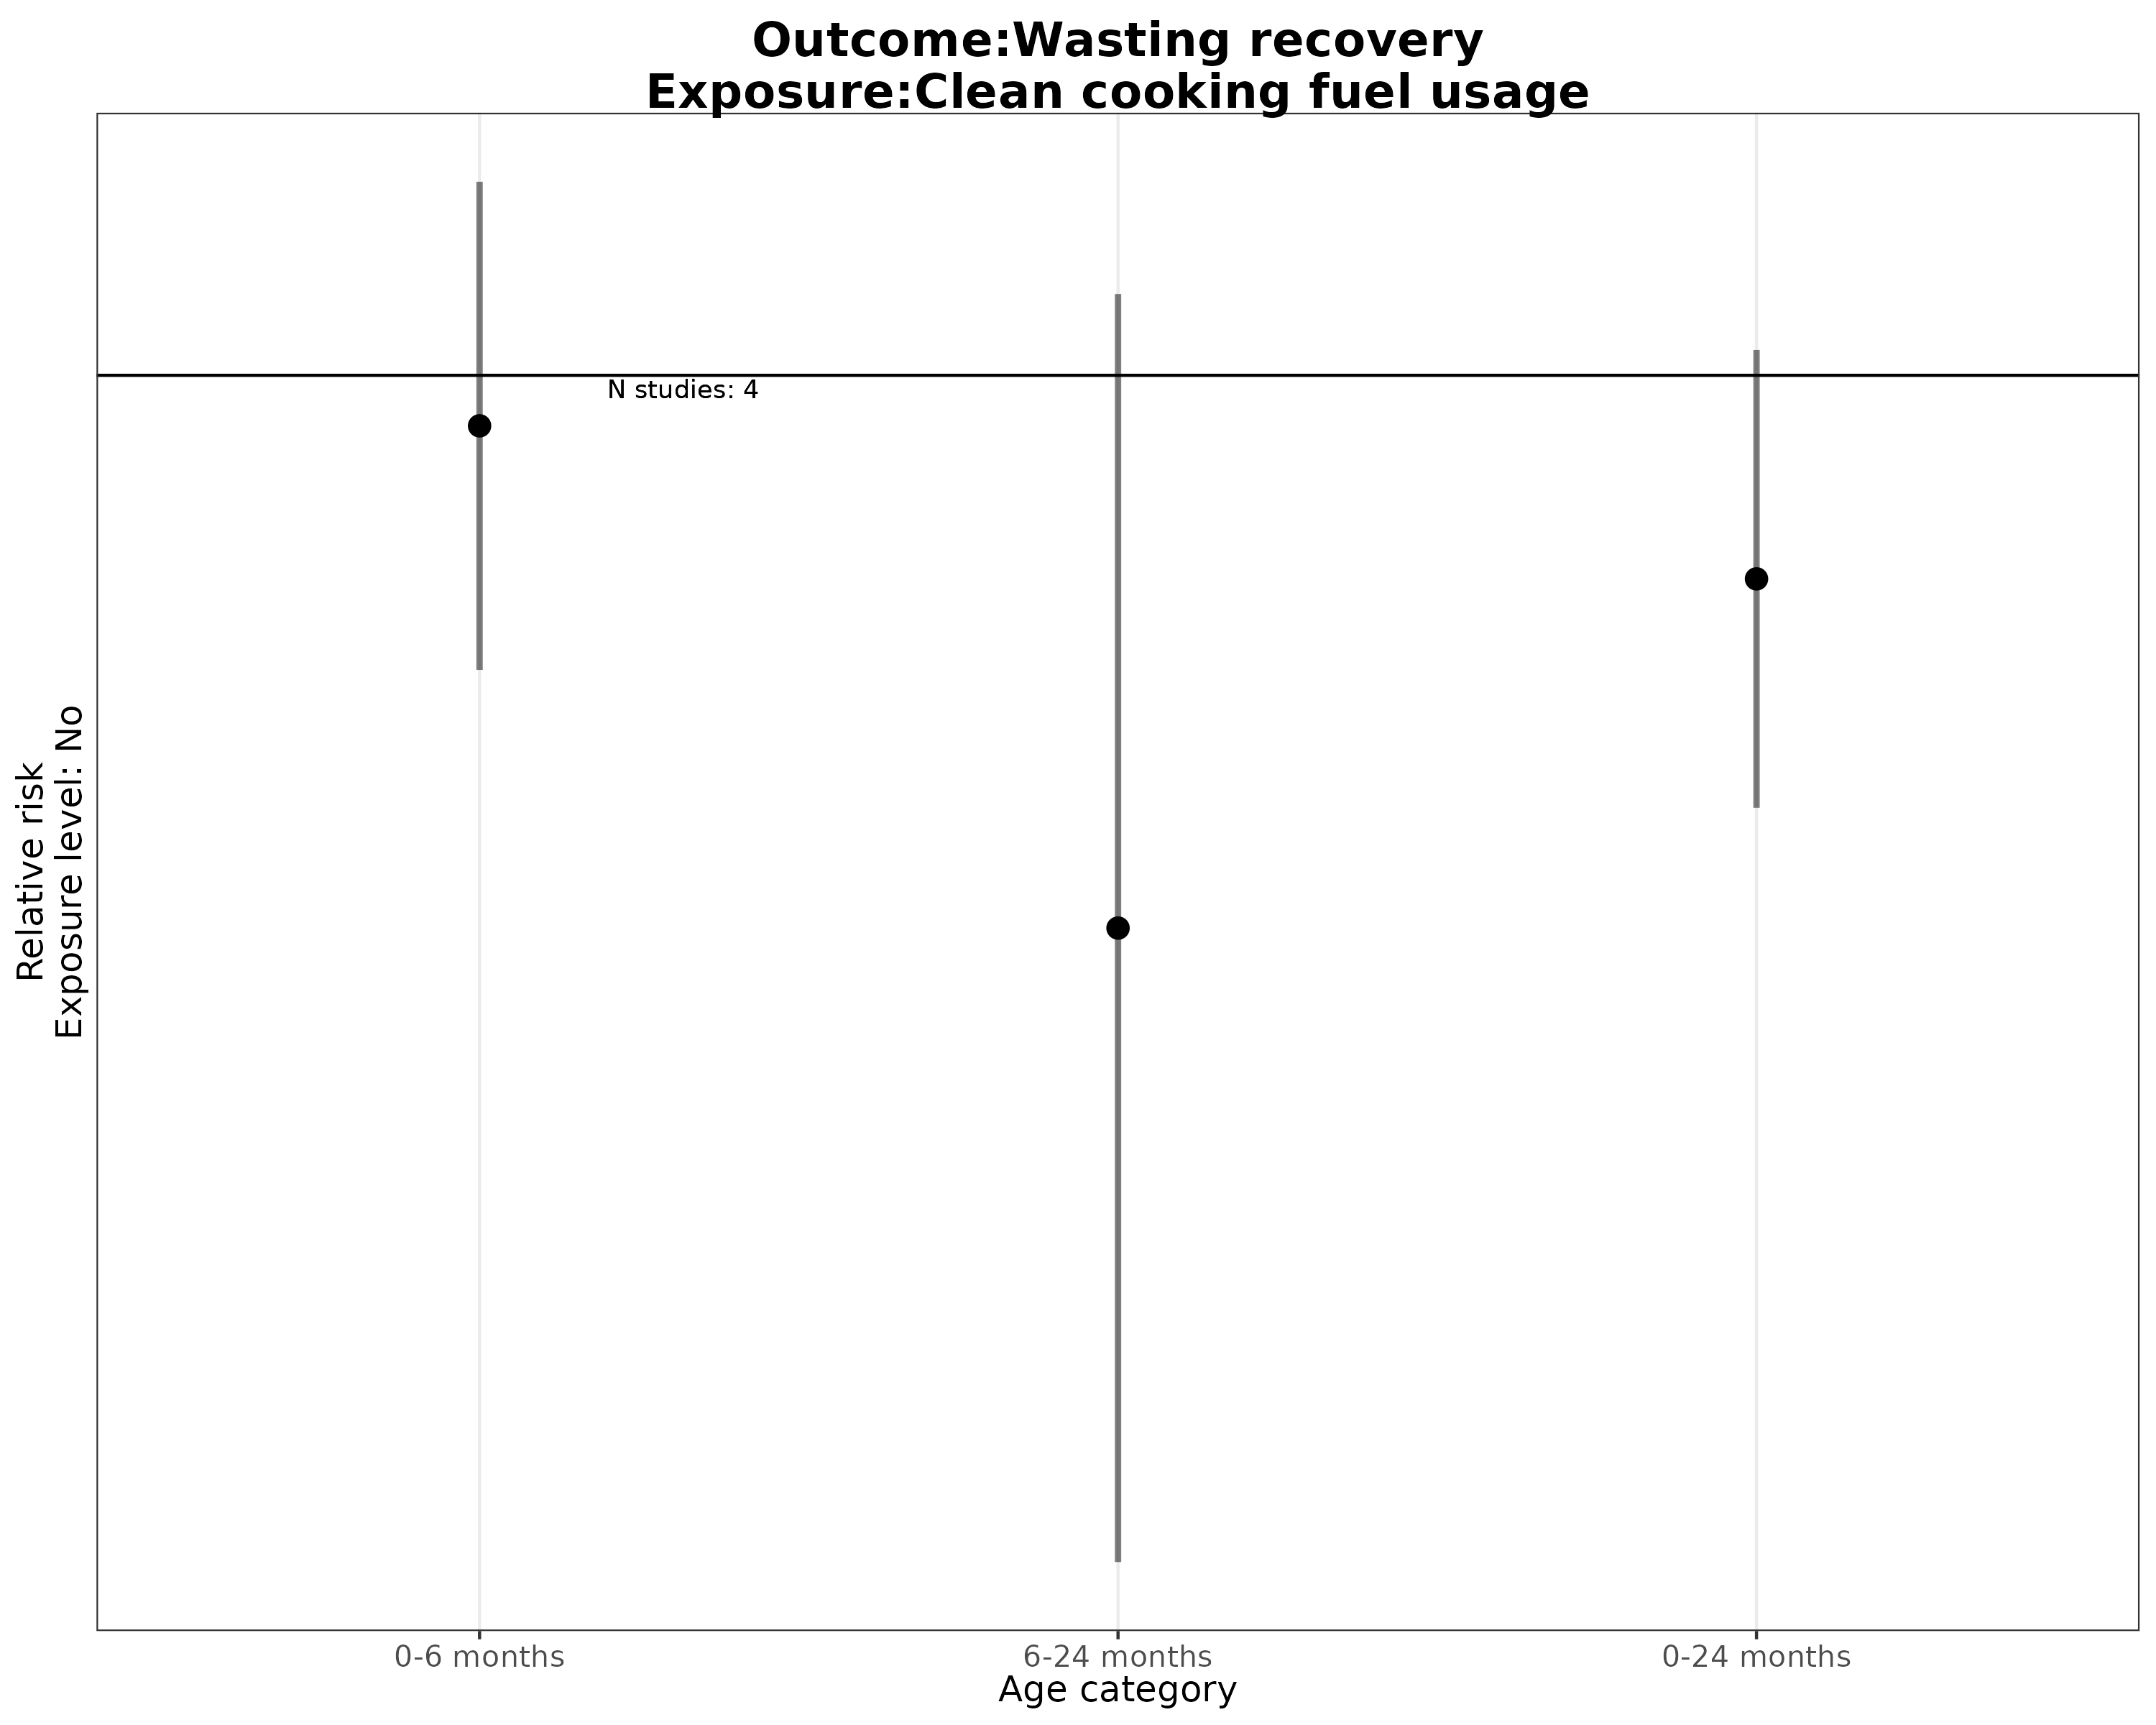 Outcome:Wasting recovery
Exposure:Clean cooking fuel usage
N studies: 4
Relative risk
Exposure level: No
0-6 months
6-24 months
0-24 months
Age category